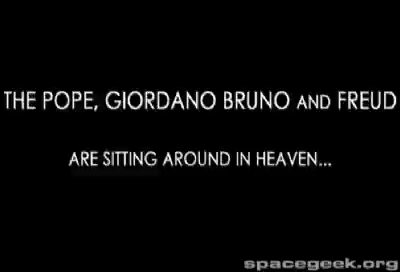 THE POPE, GIORDANO BRUNO AND FREUD
ARE SITTING AROUND IN HEAVEN...
spacegeek.org